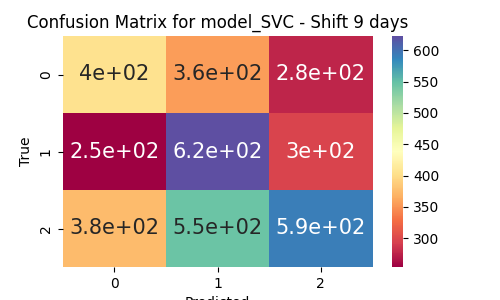 Confusion Matrix for model_SVC - Shift 9 days
0 4e+02 3.6e+02 2.8e+02
1 2.5e+02 6.2e+02 3e+02
2 3.8e+02 5.5e+02 5.9e+02
0 1 2
True
Predicted
600
550
500
450
400
350
300